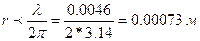 r ≺ λ/2π = 0.0046/2*3.14 = 0.00073 .м